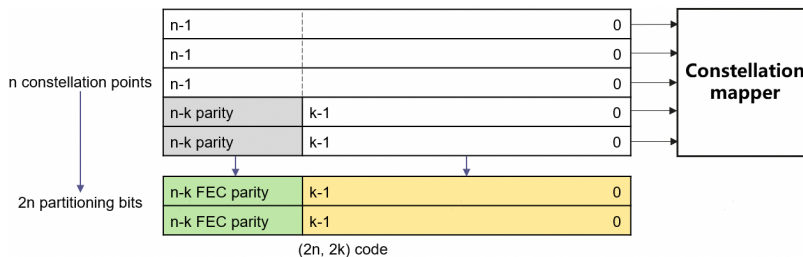 n-1 0
n-1 0
n-1 0
n-k parity k-1 0
n-k parity k-1 0
n constellation points
Constellation
mapper
2n partitioning bits
n-k FEC parity k-1 0
n-k FEC parity k-1 0
(2n, 2k) code